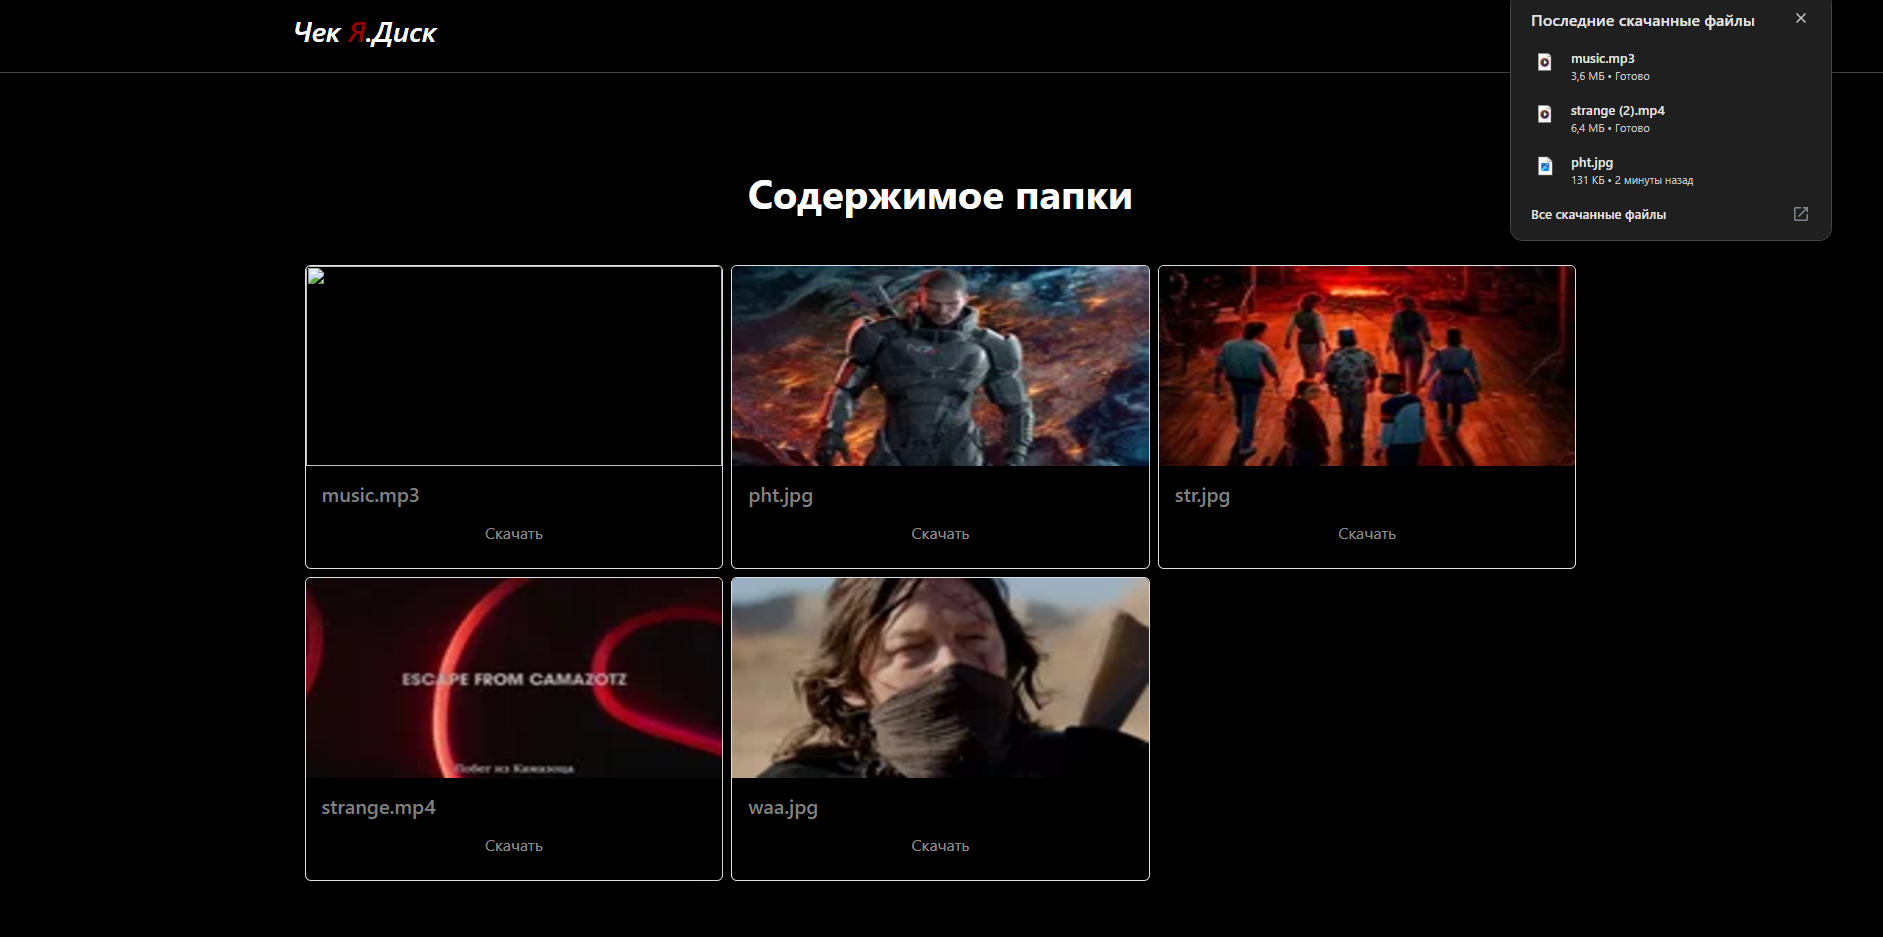 Чек Я.Диск
Последние скачанные файлы
music.mp3
3,6 МБ • Готово
strange (2).mp4
6,4 МБ • Готово
pht.jpg
131 КБ • 2 минуты назад
Все скачанные файлы
Содержимое папки
N7
music.mp3
Скачать
pht.jpg
Скачать
str.jpg
Скачать
ESCAPE FROM CAMAZOTZ
Побег из Камазоца
strange.mp4
Скачать
waa.jpg
Скачать